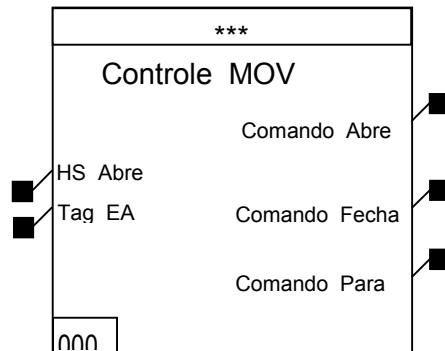 ***
Controle MOV
Comando Abre
HS Abre
Tag EA
Comando Fecha
Comando Para
000